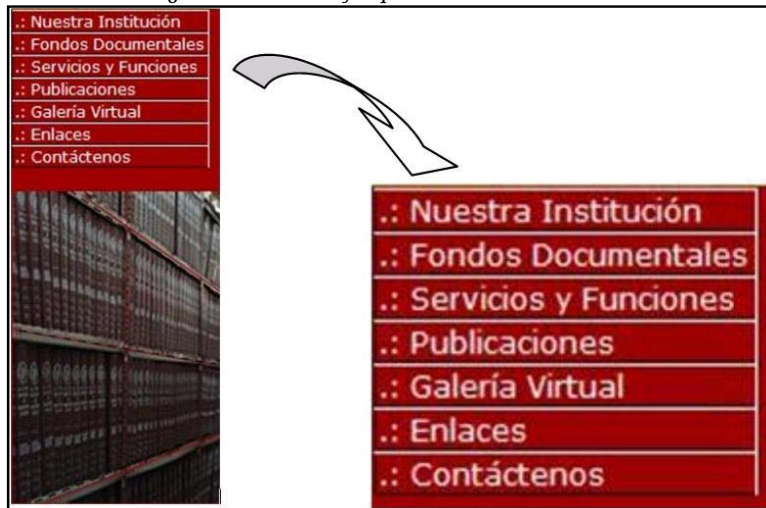 .: Nuestra Institución
.: Fondos Documentales
.: Servicios y Funciones
.: Publicaciones
.: Galería Virtual
.: Enlaces
.: Contáctenos
.: Nuestra Institución
.: Fondos Documentales
.: Servicios y Funciones
.: Publicaciones
.: Galería Virtual
.: Enlaces
.: Contáctenos